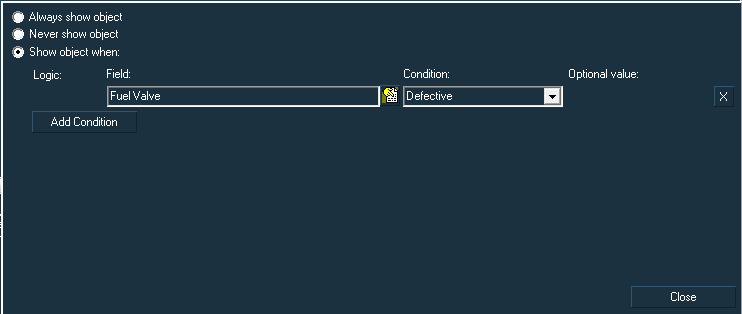 Always show object
Never show object
Show object when:
Logic: Field: Condition: Optional value:
Fuel Valve Defective X
Add Condition
Close